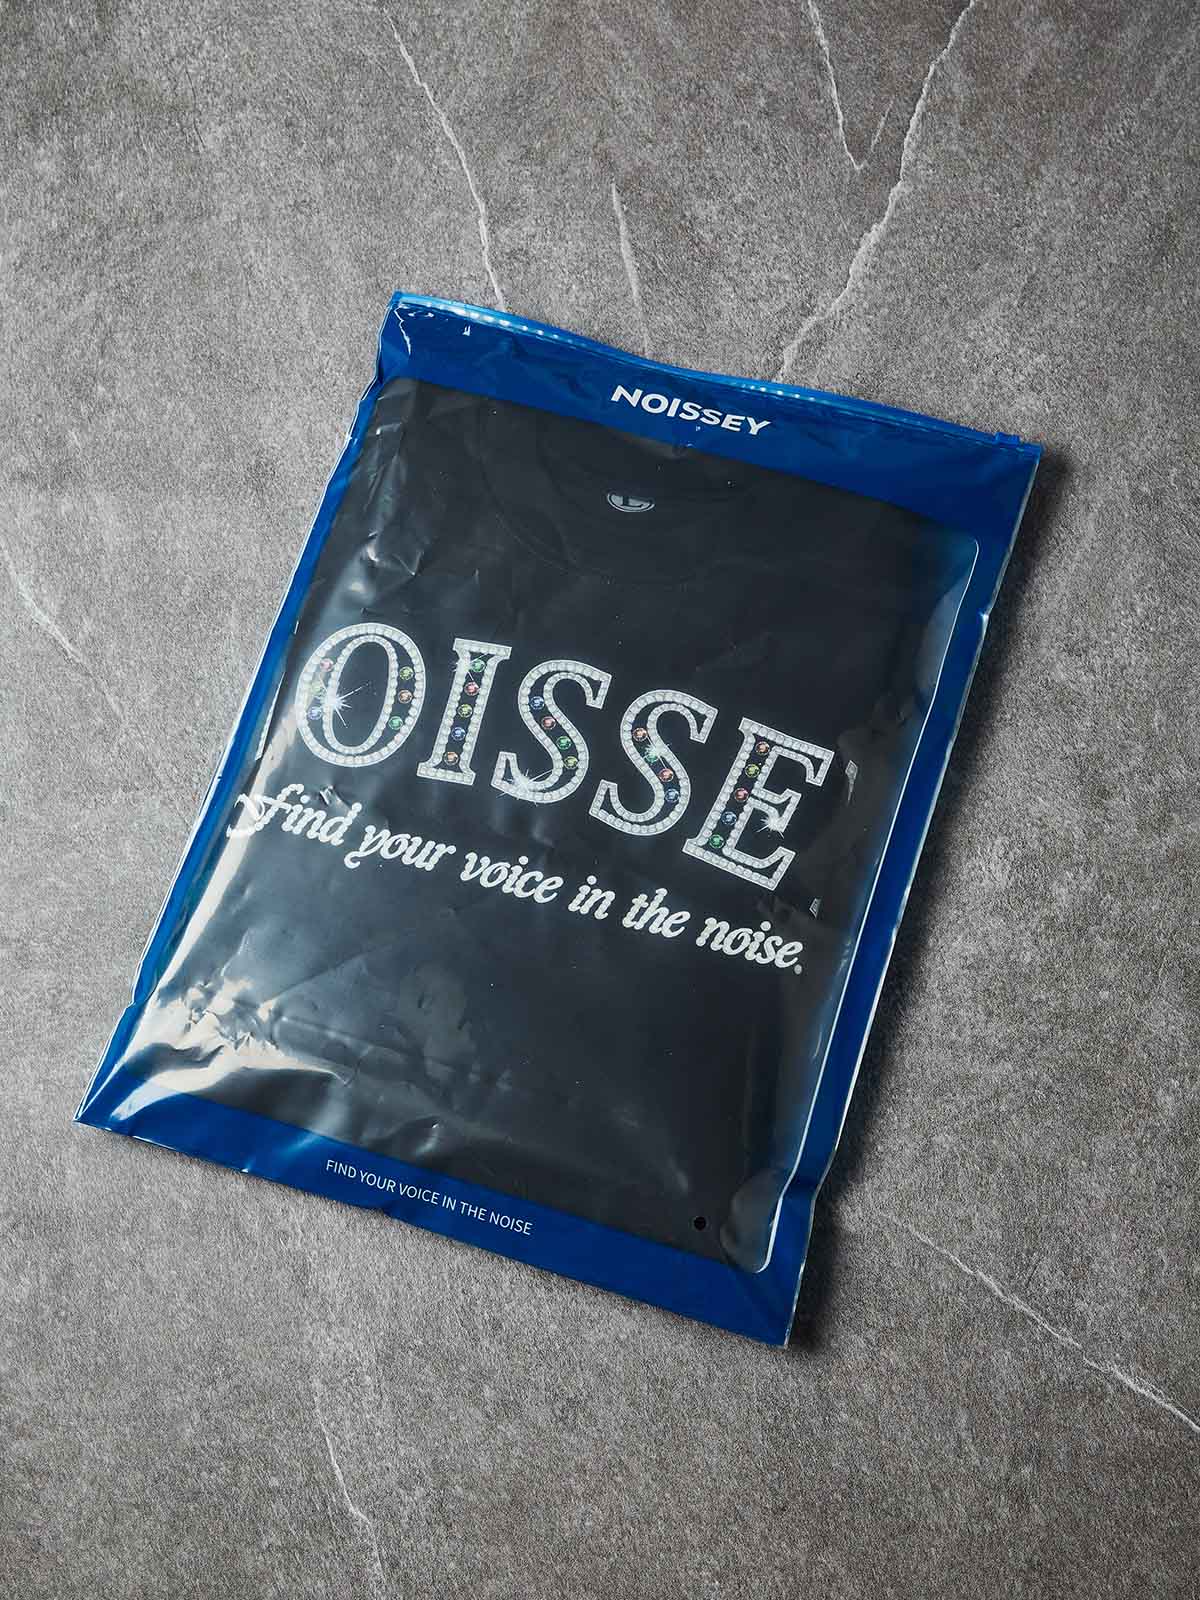 NOISSEY
L
OISSE
find your voice in the noise.
FIND YOUR VOICE IN THE NOISE